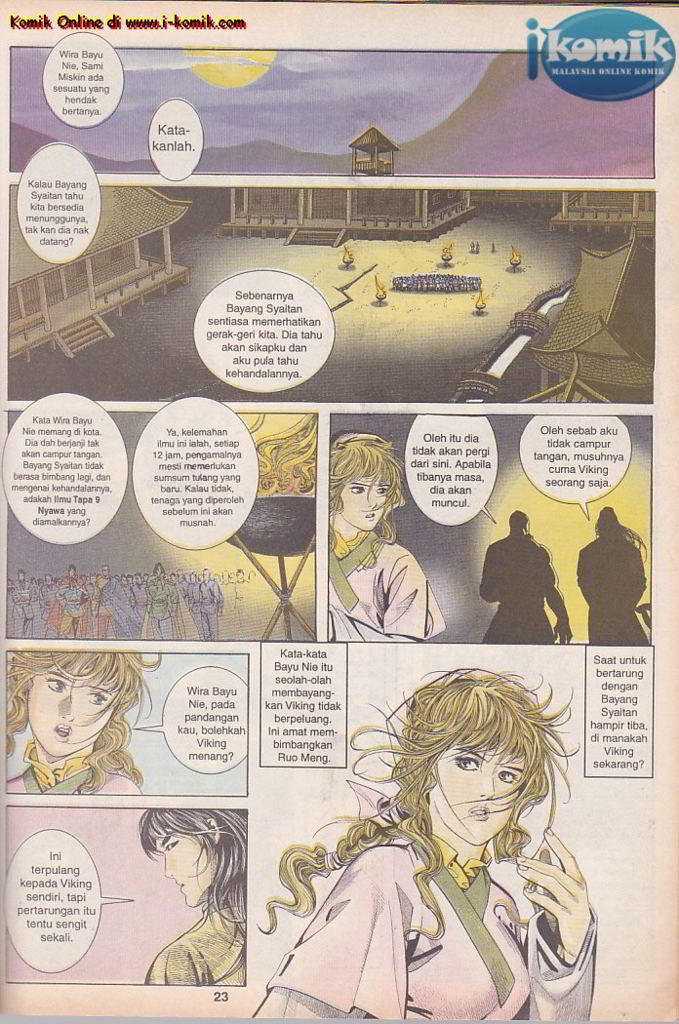 Komik Online di www.i-komik.com
ikomik
MALAYSIA ONLINE KOMIK
Wira Bayu
Nie, Sami
Miskin ada
sesuatu yang
hendak
bertanya.
Kata-
kanlah.
Kalau Bayang
Syaitan tahu
kita bersedia
menunggunya,
tak kan dia nak
datang?
Sebenarnya
Bayang Syaitan
sentiasa memerhatikan
gerak-geri kita. Dia tahu
akan sikapku dan
aku pula tahu
kehandalannya.
Kata Wira Bayu
Nie memang di kota.
Dia dah berjanji tak
akan campur tangan.
Bayang Syaitan tidak
berasa bimbang lagi, dan
mengenai kehandalannya,
adakah Ilmu Tapa 9
Nyawa yang
diamalkannya?
Ya, kelemahan
ilmu ini ialah, setiap
12 jam, pengamalnya
mesti memerlukan
sumsum tulang yang
baru. Kalau tidak,
tenaga yang diperoleh
sebelum ini akan
musnah.
Oleh itu dia
tidak akan pergi
dari sini. Apabila
tibanya masa,
dia akan
muncul.
Oleh sebab aku
tidak campur
tangan, musuhnya
cuma Viking
seorang sahaja.
Wira Bayu
Nie, pada
pandangan
kau, bolehkah
Viking
menang?
Kata-kata
Bayu Nie itu
seolah-olah
membayang-
kan Viking tidak
berpeluang.
Ini amat mem-
bimbangkan
Ruo Meng.
Saat untuk
bertarung
dengan
Bayang
Syaitan
hampir tiba,
di manakah
Viking
sekarang?
Ini
terpulang
kepada Viking
sendiri, tapi
pertarungan itu
tentu sengit
sekali.
23